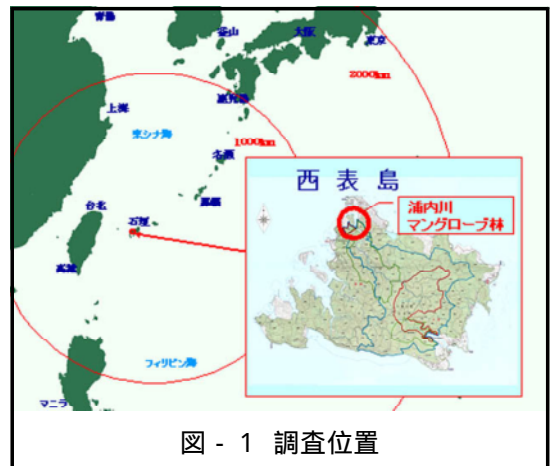 青島
釜山
大阪
東京
2000km
鹿児島
上海
東シナ海
1000km
名瀬
西表島
浦内川
マングローブ林
台北
石垣
那覇
高雄
フィリピン海
マニラ
図 - 1 調査位置